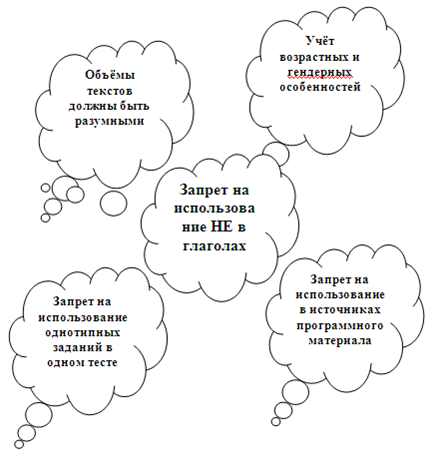 Объёмы
текстов
должны быть
разумными
Учёт
возрастных и
гендерных
особенностей
Запрет на
использова
ние НЕ в
глаголах
Запрет на
использование
однотипных
заданий в
одном тесте
Запрет на
использование
в источниках
программного
материала